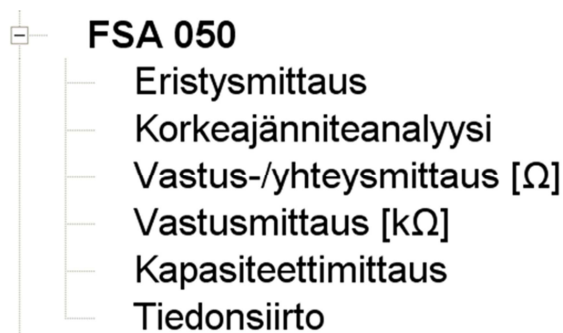 FSA 050
Eristysmittaus
Korkeajänniteanalyysi
Vastus-/yhteysmittaus [Ω]
Vastusmittaus [kΩ]
Kapasiteettimittaus
Tiedonsiirto